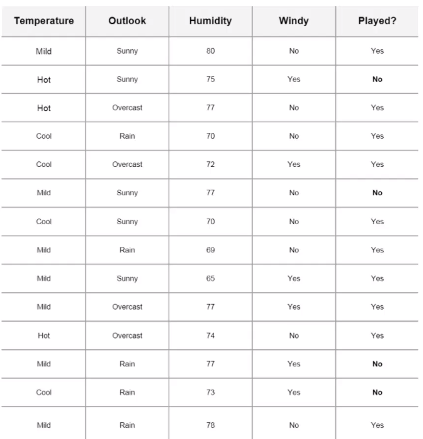 Temperature Outlook Humidity Windy Played?
Mild Sunny 80 No Yes
Hot Sunny 75 Yes No
Hot Overcast 77 No Yes
Cool Rain 70 No Yes
Cool Overcast 72 Yes Yes
Mild Sunny 77 No No
Cool Sunny 70 No Yes
Mild Rain 69 No Yes
Mild Sunny 65 Yes Yes
Mild Overcast 77 Yes Yes
Hot Overcast 74 No Yes
Mild Rain 77 Yes No
Cool Rain 73 Yes No
Mild Rain 78 No Yes